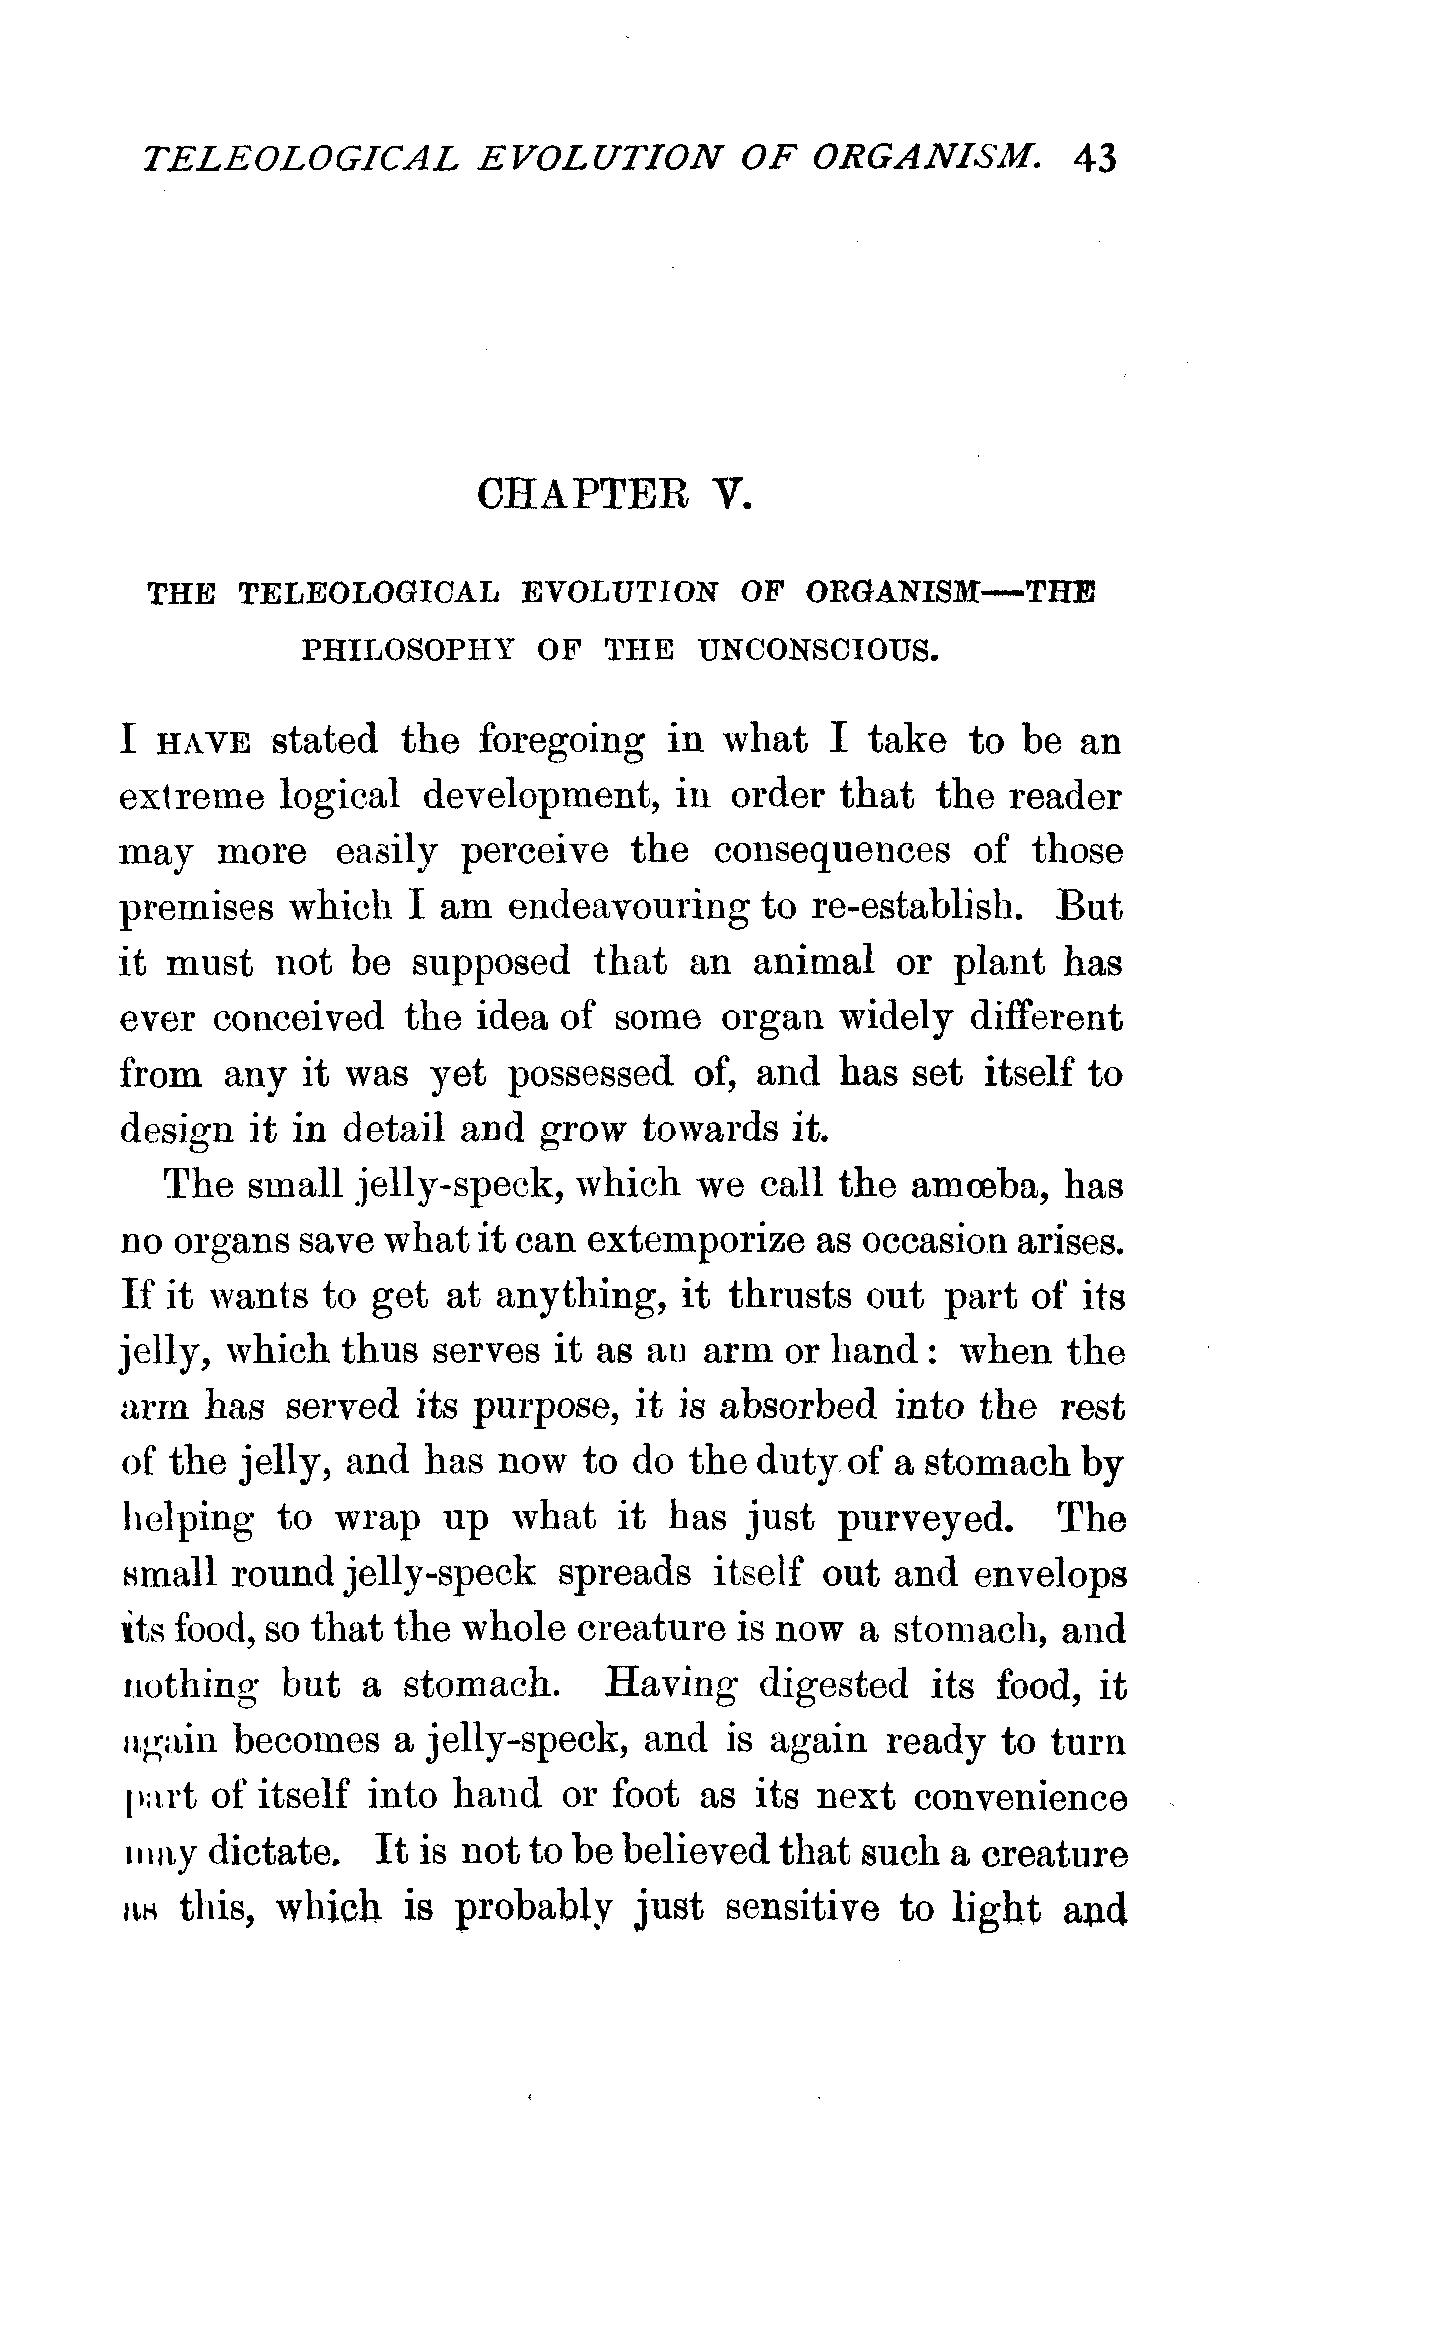 TELEOLOGICAL EVOLUTION OF ORGANISM. 43
CHAPTER V.
THE TELEOLOGICAL EVOLUTION OF ORGANISM—THE
PHILOSOPHY OF THE UNCONSCIOUS.
I HAVE stated the foregoing in what I take to be an
extreme logical development, in order that the reader
may more easily perceive the consequences of those
premises which I am endeavouring to re-establish. But
it must not be supposed that an animal or plant has
ever conceived the idea of some organ widely different
from any it was yet possessed of, and has set itself to
design it in detail and grow towards it.
The small jelly-speck, which we call the amœba, has
no organs save what it can extemporize as occasion arises.
If it wants to get at anything, it thrusts out part of its
jelly, which thus serves it as an arm or hand: when the
arm has served its purpose, it is absorbed into the rest
of the jelly, and has now to do the duty of a stomach by
helping to wrap up what it has just purveyed. The
small round jelly-speck spreads itself out and envelops
its food, so that the whole creature is now a stomach, and
nothing but a stomach. Having digested its food, it
again becomes a jelly-speck, and is again ready to turn
part of itself into hand or foot as its next convenience
may dictate. It is not to be believed that such a creature
as this, which is probably just sensitive to light and